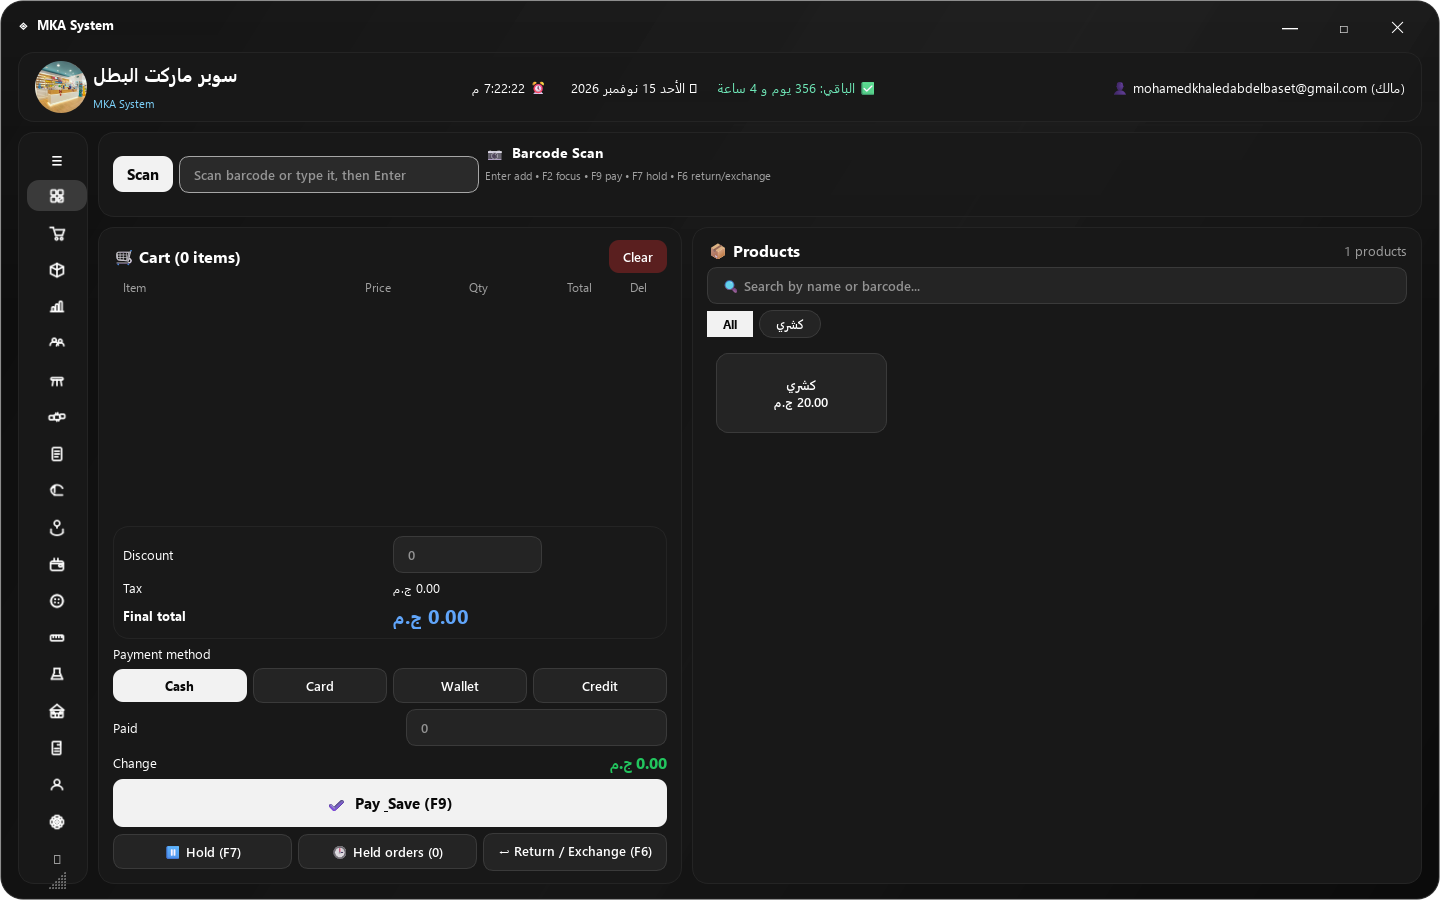 MKA System
سوبر ماركت البطل
MKA System
7:22:22 م
الأحد 15 نوفمبر 2026
الباقي: 356 يوم و 4 ساعة
mohamedkhaledabdelbaset@gmail.com (مالك)
Scan
Scan barcode or type it, then Enter
Barcode Scan
Enter add • F2 focus • F9 pay • F7 hold • F6 return/exchange
Cart (0 items)
Clear
Item Price Qty Total Del
Discount
0
Tax
0.00 ج.م
Final total
0.00 ج.م
Payment method
Cash
Card
Wallet
Credit
Paid
0
Change
0.00 ج.م
Pay _Save (F9)
Hold (F7)
Held orders (0)
Return / Exchange (F6)
Products
1 products
Search by name or barcode...
All
كشري
كشري
20.00 ج.م